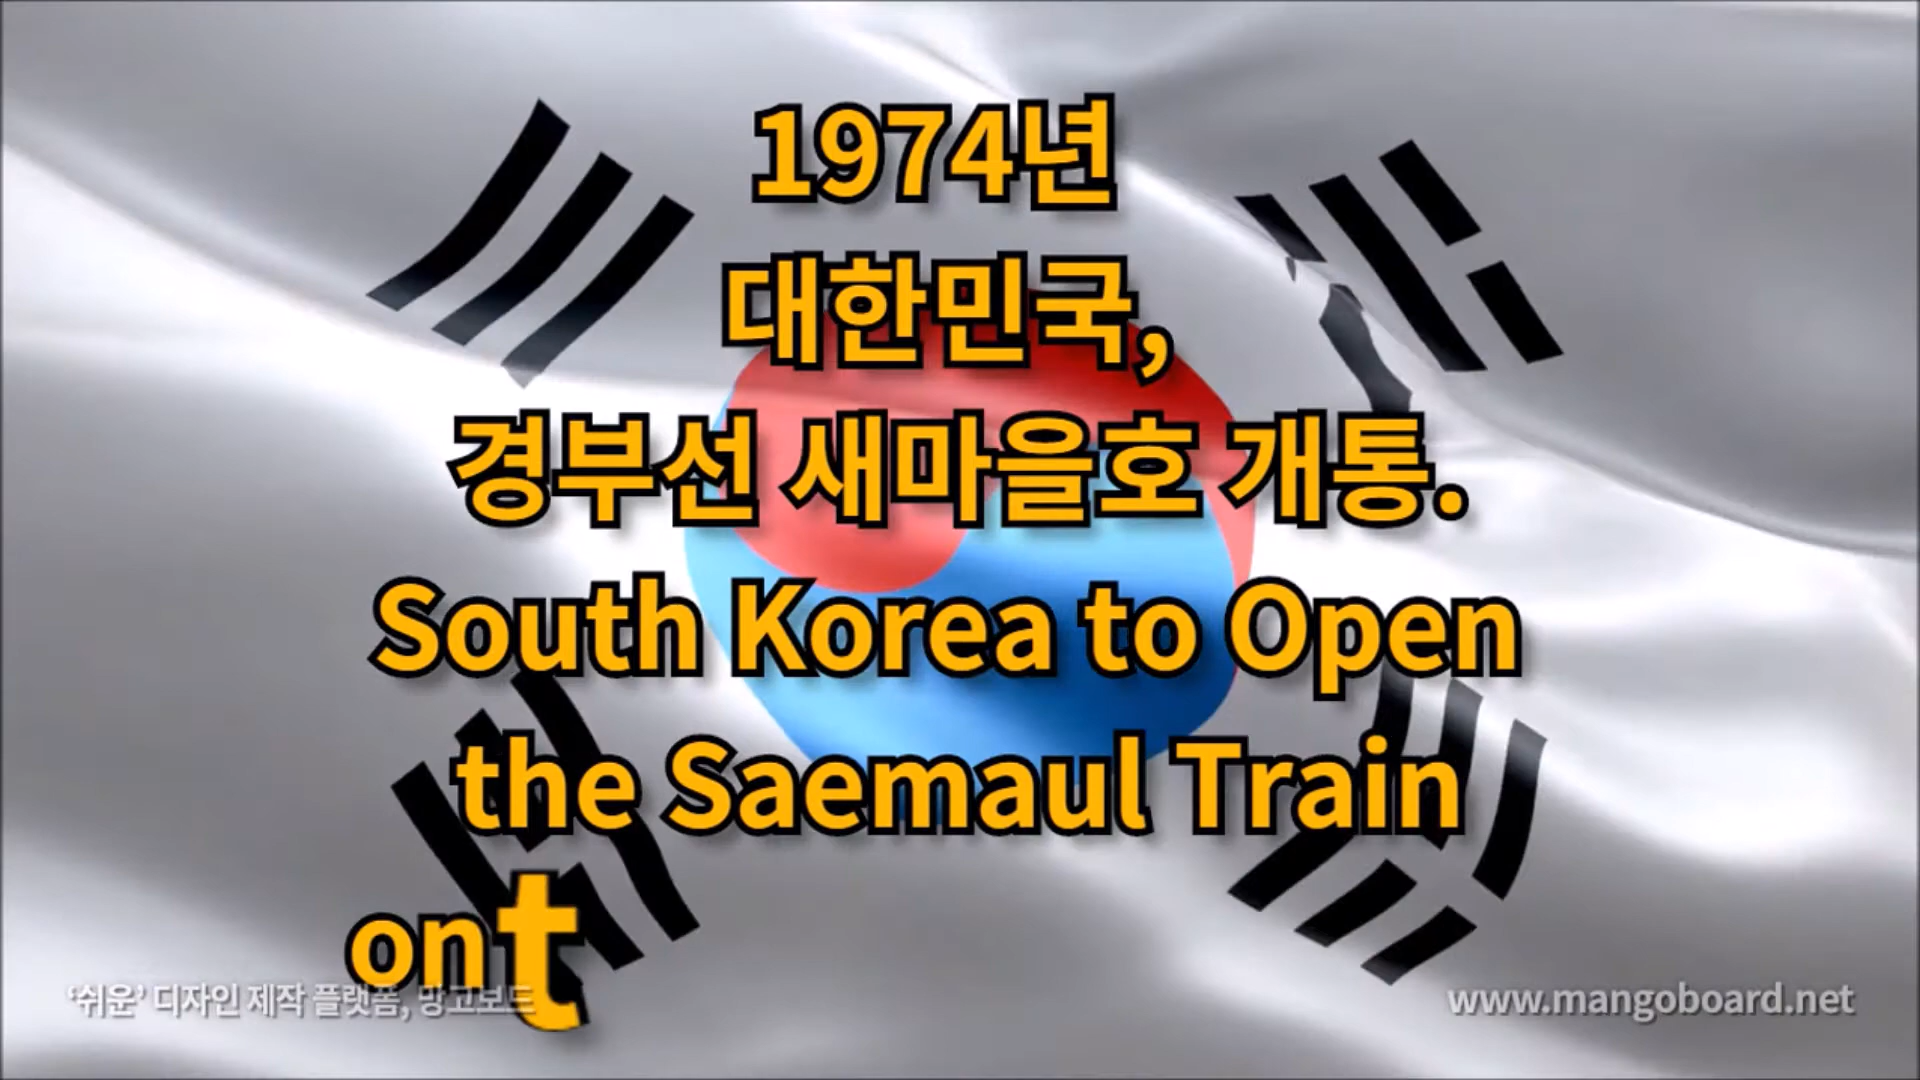 1974년
대한민국,
경부선 새마을호 개통.
South Korea to Open
the Saemaul Train
on t
‘쉬운’ 디자인 제작 플랫폼, 망고보드
www.mangoboard.net